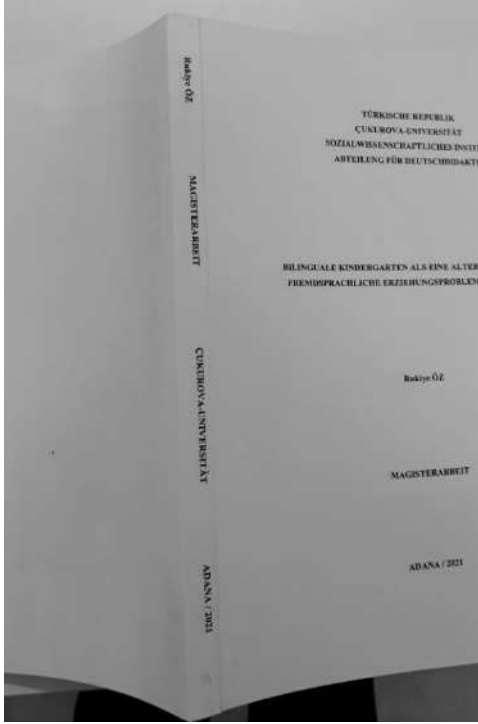 Rukiye ÖZ
MAGISTERARBEIT
ÇUKUROVA-UNIVERSITÄT
ADANA / 2021
TÜRKISCHE REPUBLIK
ÇUKUROVA-UNIVERSITÄT
SOZIALWISSENSCHAFTLICHES INSTI
ABTEILUNG FÜR DEUTSCHDIDAKT
BILINGUALE KINDERGARTEN ALS EINE ALTER
FREMDSPRACHLICHE ERZIEHUNGSPROBLEM
Rukiye ÖZ
MAGISTERARBEIT
ADANA / 2021